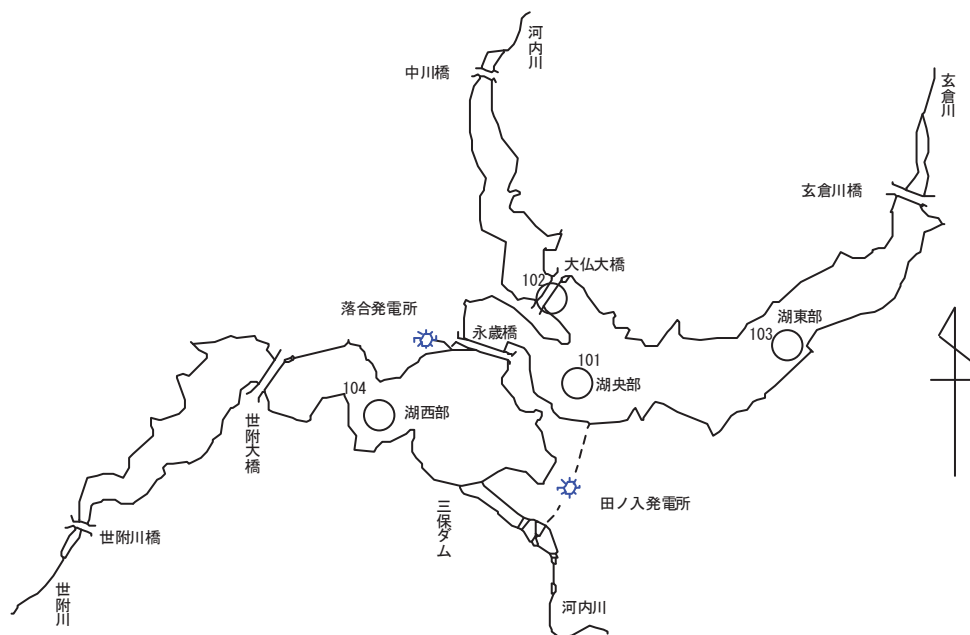 河内川
中川橋
玄倉川
玄倉川橋
大仏大橋
102
落合発電所
永歳橋
湖東部
103
101
湖央部
104
湖西部
世附大橋
三保ダム
田ノ入発電所
世附川橋
世附川
河内川